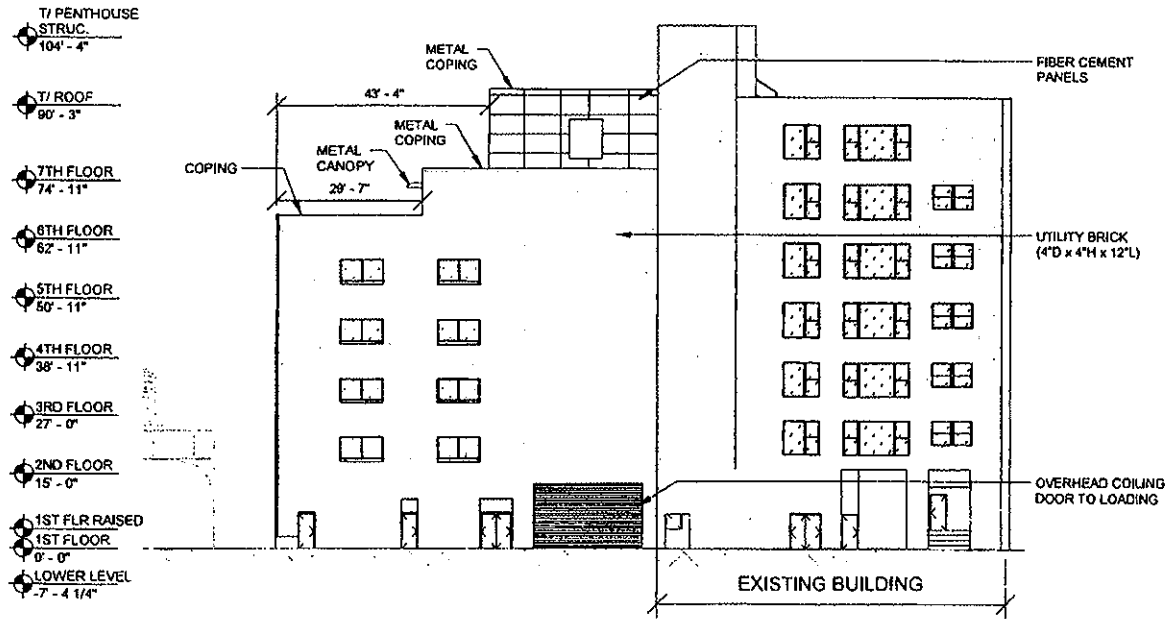 T/ PENTHOUSE
STRUC.
104' - 4"
T/ ROOF
90' - 3"
7TH FLOOR
74' - 11"
6TH FLOOR
62' - 11"
5TH FLOOR
50' - 11"
4TH FLOOR
38' - 11"
3RD FLOOR
27' - 0"
2ND FLOOR
15' - 0"
1ST FLR RAISED
1ST FLOOR
0' - 0"
LOWER LEVEL
-7' - 4 1/4"
METAL
COPING
43' - 4"
METAL
COPING
METAL
CANOPY
COPING
29' - 7"
FIBER CEMENT
PANELS
UTILITY BRICK
(4"D x 4"H x 12"L)
OVERHEAD COILING
DOOR TO LOADING
EXISTING BUILDING